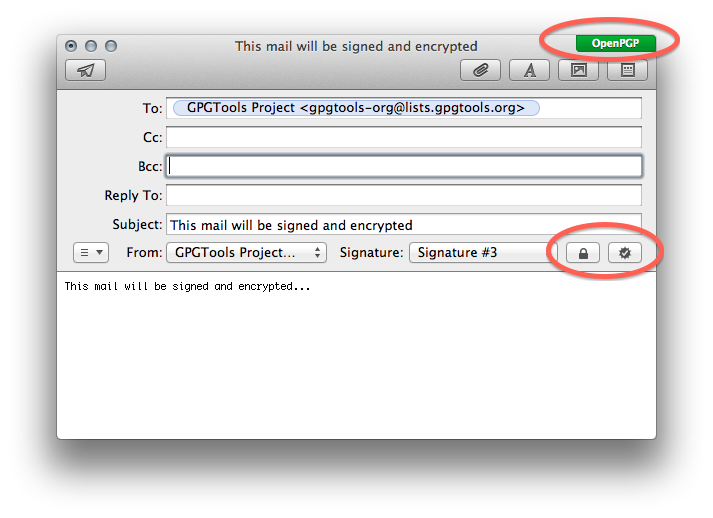 This mail will be signed and encrypted
OpenPGP
To: GPGTools Project <gpgtools-org@lists.gpgtools.org>
Cc:
Bcc:
Reply To:
Subject: This mail will be signed and encrypted
From: GPGTools Project... Signature: Signature #3
This mail will be signed and encrypted...